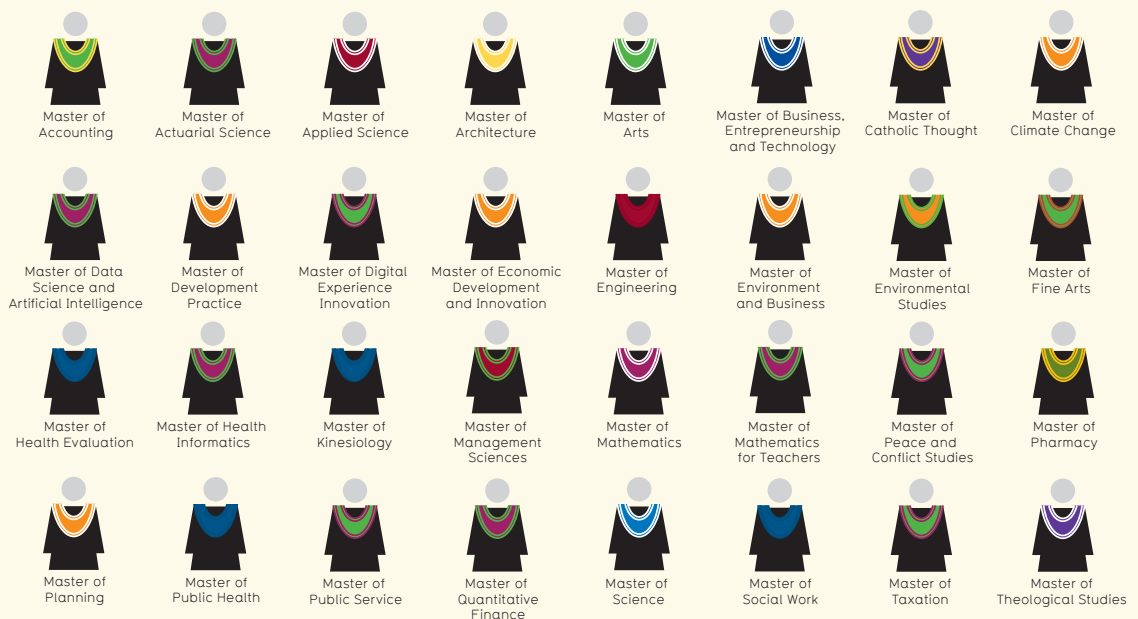 Master of
Accounting
Master of
Actuarial Science
Master of
Applied Science
Master of
Architecture
Master of
Arts
Master of Business,
Entrepreneurship
and Technology
Master of
Catholic Thought
Master of
Climate Change
Master of Data
Science and
Artificial Intelligence
Master of
Development
Practice
Master of Digital
Experience
Innovation
Master of Economic
Development
and Innovation
Master of
Engineering
Master of
Environment
and Business
Master of
Environmental
Studies
Master of
Fine Arts
Master of
Health Evaluation
Master of Health
Informatics
Master of
Kinesiology
Master of
Management
Sciences
Master of
Mathematics
Master of
Mathematics
for Teachers
Master of
Peace and
Conflict Studies
Master of
Pharmacy
Master of
Planning
Master of
Public Health
Master of
Public Service
Master of
Quantitative
Finance
Master of
Science
Master of
Social Work
Master of
Taxation
Master of
Theological Studies